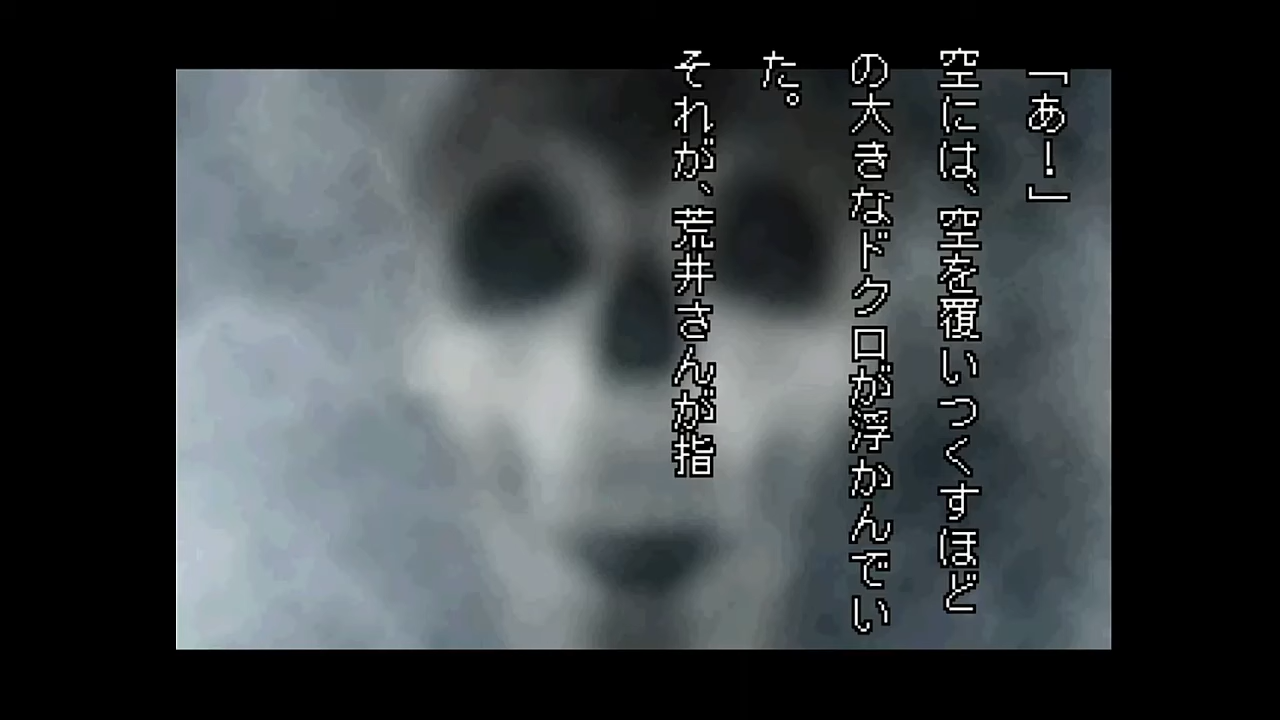 「あ！」
空には、空を覆いつくすほど
の大きなドクロが浮かんでい
た。
それが、荒井さんが指